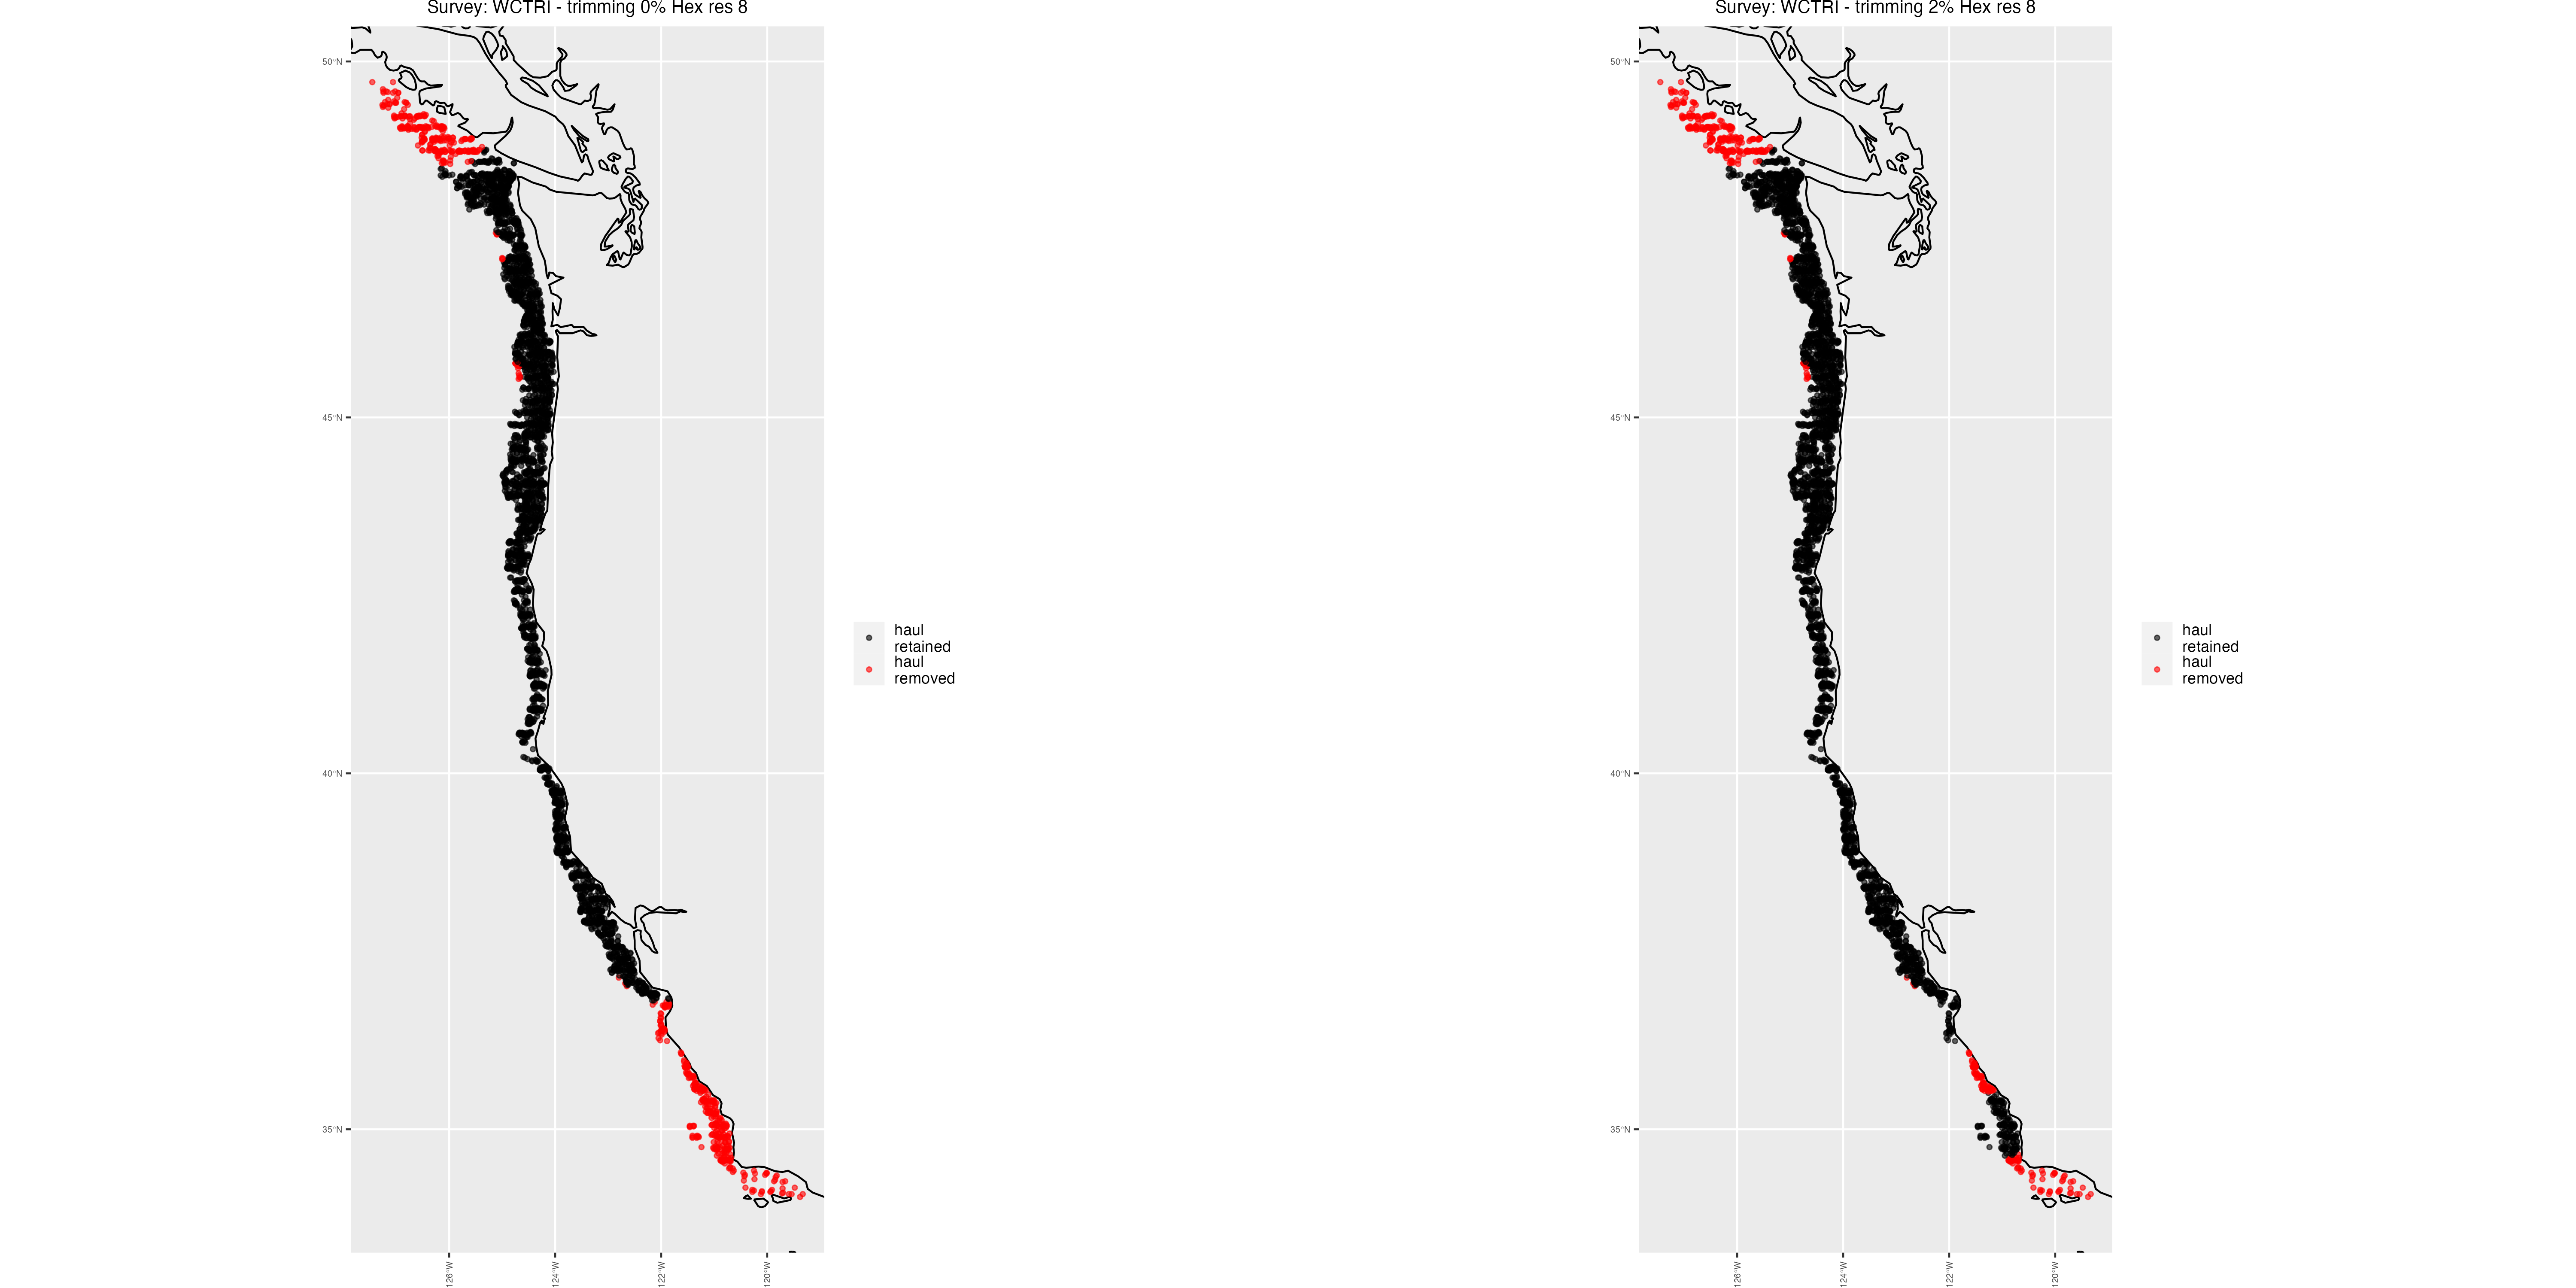 Survey: WCTRI - trimming 0% Hex res 8
50°N
45°N
40°N
35°N
126°W
124°W
122°W
120°W
haul
retained
haul
removed
Survey: WCTRI - trimming 2% Hex res 8
50°N
45°N
40°N
35°N
126°W
124°W
122°W
120°W
haul
retained
haul
removed